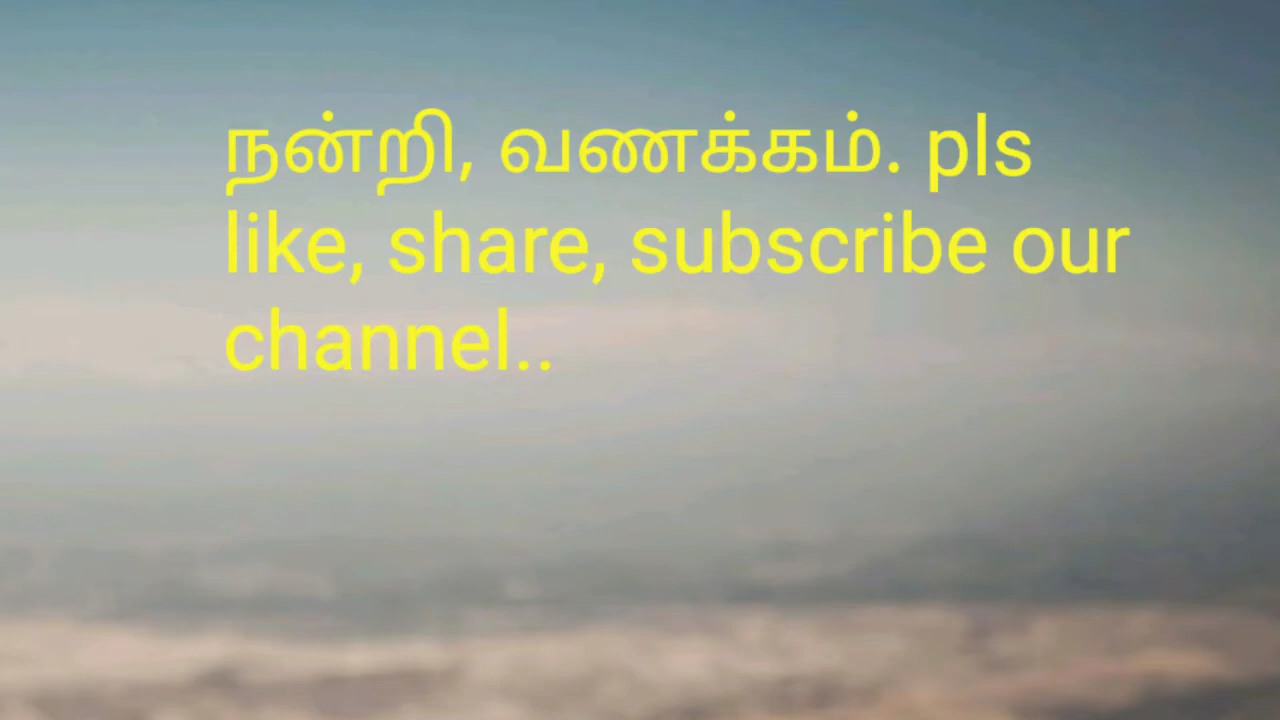 நன்றி, வணக்கம். pls
like, share, subscribe our
channel..